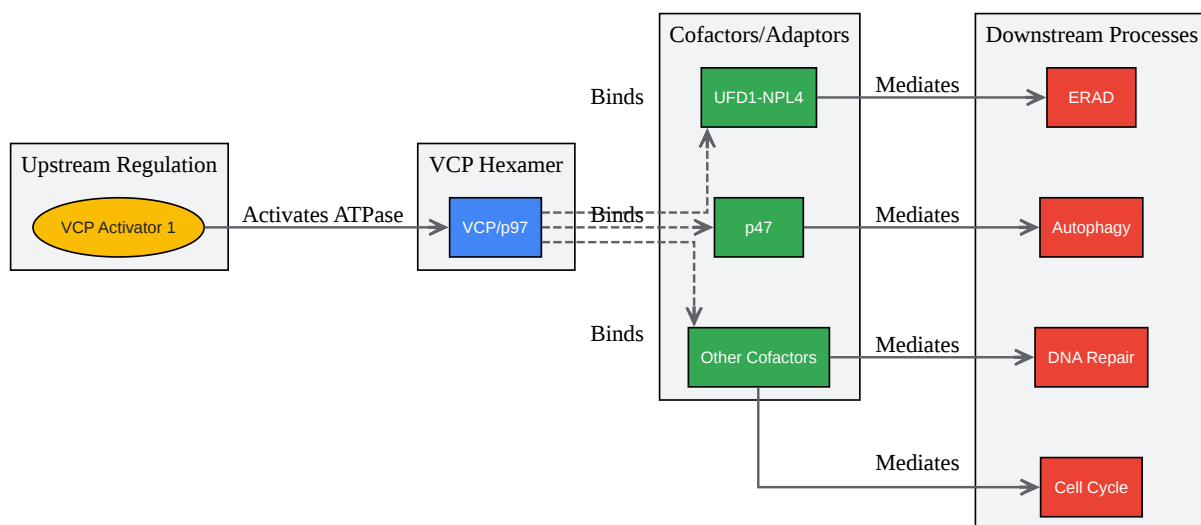 Cofactors/Adaptors
Downstream Processes
Binds
UFD1-NPL4
Mediates
ERAD
Upstream Regulation
VCP Hexamer
VCP Activator 1
Activates ATPase
VCP/p97
Binds
p47
Mediates
Autophagy
Binds
Other Cofactors
Mediates
DNA Repair
Mediates
Cell Cycle